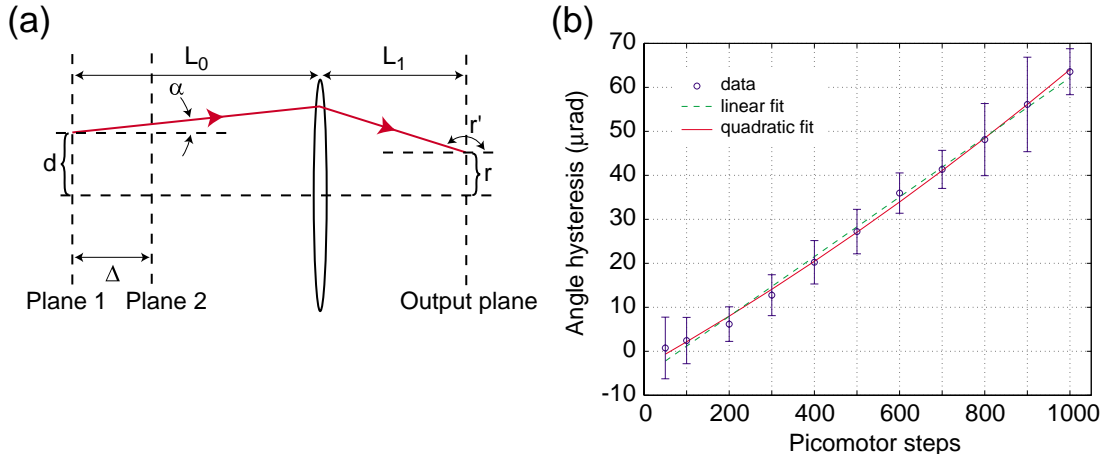 (a)
L0
L1
α
r'
d
r
Δ
Plane 1
Plane 2
Output plane
(b)
Angle hysteresis (μrad)
70
60
50
40
30
20
10
0
-10
data
linear fit
quadratic fit
0
200
400
600
800
1000
Picomotor steps